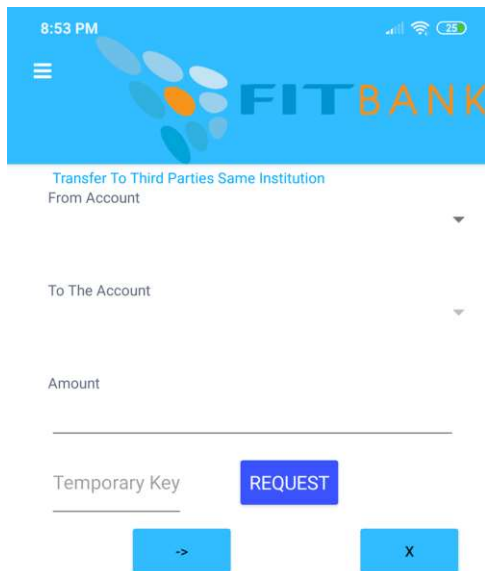 8:53 PM 25
FITBANK
Transfer To Third Parties Same Institution
From Account
To The Account
Amount
Temporary Key REQUEST
-> X